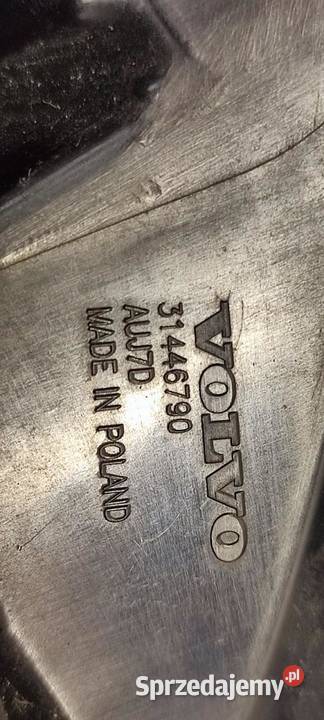 VOLVO
31446790
AUJ7D
MADE IN POLAND
Sprzedajemy.pl